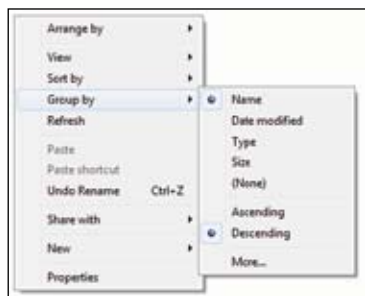 Arrange by
View
Sort by
Group by
Refresh
Paste
Paste shortcut
Undo Rename Ctrl+Z
Share with
New
Properties
Name
Date modified
Type
Size
(None)
Ascending
Descending
More...